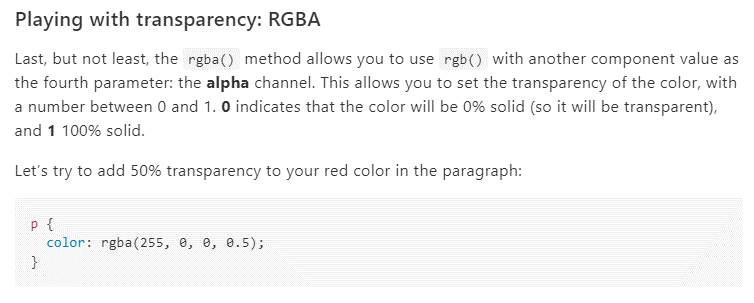 Playing with transparency: RGBA
Last, but not least, the rgba() method allows you to use rgb() with another component value as
the fourth parameter: the alpha channel. This allows you to set the transparency of the color, with
a number between 0 and 1. 0 indicates that the color will be 0% solid (so it will be transparent),
and 1 100% solid.
Let's try to add 50% transparency to your red color in the paragraph:
p {
  color: rgba(255, 0, 0, 0.5);
}